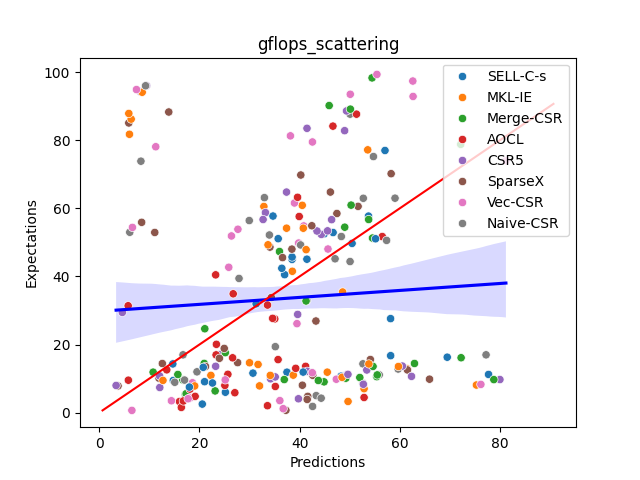 gflops_scattering
SELL-C-s
MKL-IE
Merge-CSR
AOCL
CSR5
SparseX
Vec-CSR
Naive-CSR
Expectations
100
80
60
40
20
0
0 20 40 60 80
Predictions